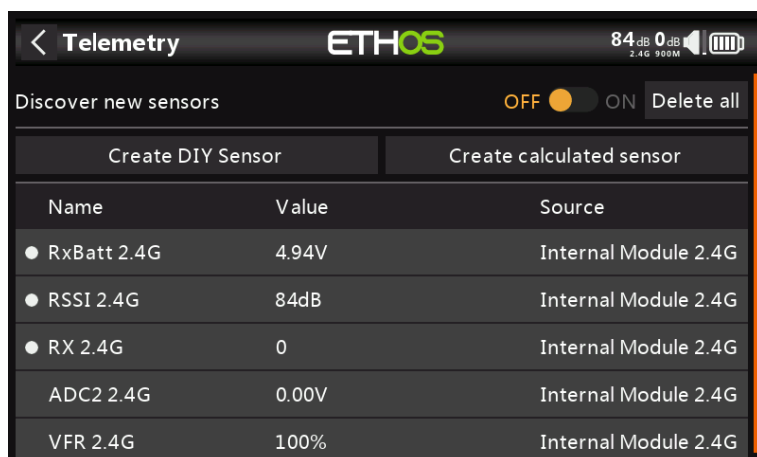 Telemetry ETHOS 84dB 0dB
2.4G 900M
Discover new sensors OFF ON Delete all
Create DIY Sensor Create calculated sensor
Name Value Source
RxBatt 2.4G 4.94V Internal Module 2.4G
RSSI 2.4G 84dB Internal Module 2.4G
RX 2.4G 0 Internal Module 2.4G
ADC2 2.4G 0.00V Internal Module 2.4G
VFR 2.4G 100% Internal Module 2.4G